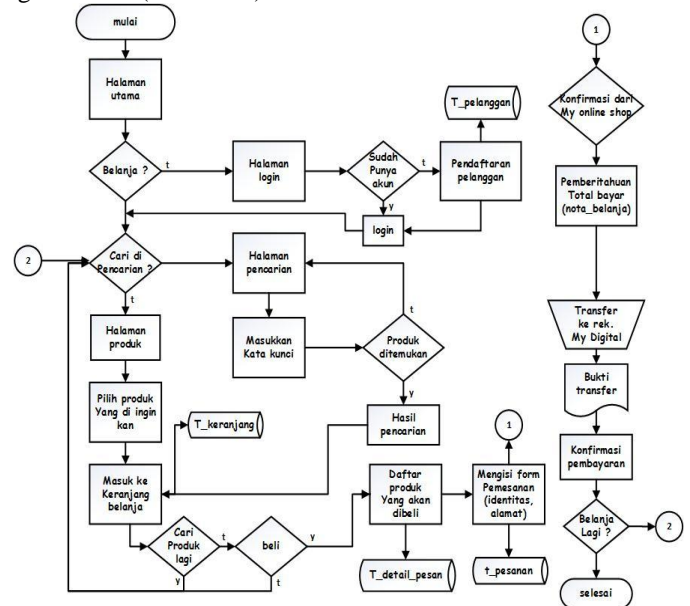 mulai
Halaman
utama
Belanja ?
t
Halaman
login
Sudah
Punya
akun
t
y
T_pelanggan
Pendaftaran
pelanggan
login
2
Cari di
Pencarian ?
t
Halaman
pencarian
Masukkan
Kata kunci
t
Produk
ditemukan
y
Hasil
pencarian
Halaman
produk
Pilih produk
Yang di ingin
kan
T_keranjang
Masuk ke
Keranjang
belanja
Cari
Produk
lagi
t
y
beli
y
t
Daftar
produk
Yang akan
dibeli
T_detail_pesan
1
Mengisi form
Pemesanan
(identitas,
alamat)
t_pesanan
1
Konfirmasi dari
My online shop
Pemberitahuan
Total bayar
(nota_belanja)
Transfer
ke rek.
My Digital
Bukti
transfer
Konfirmasi
pembayaran
Belanja
Lagi ?
2
selesai